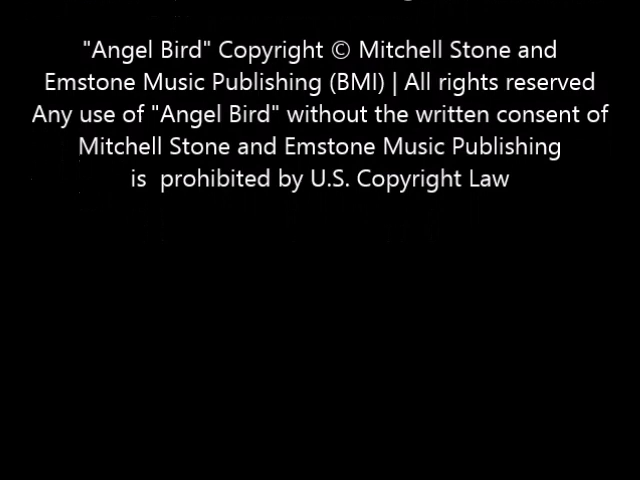 "Angel Bird" Copyright © Mitchell Stone and
Emstone Music Publishing (BMI) | All rights reserved
Any use of "Angel Bird" without the written consent of
Mitchell Stone and Emstone Music Publishing
is  prohibited by U.S. Copyright Law